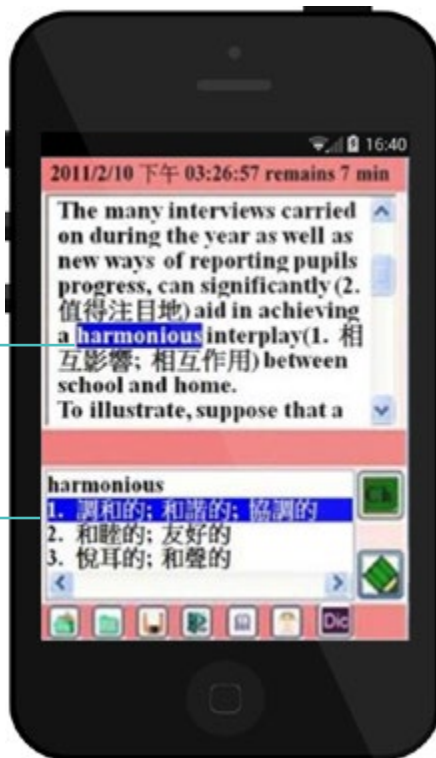 16:40
2011/2/10 下午 03:26:57 remains 7 min
The many interviews carried
on during the year as well as
new ways of reporting pupils
progress, can significantly (2.
值得注目地) aid in achieving
a harmonious interplay(1. 相
互影響; 相互作用) between
school and home.
To illustrate, suppose that a
harmonious
1. 調和的; 和諧的; 協調的
2. 和睦的; 友好的
3. 悅耳的; 和聲的
Ch
Dic